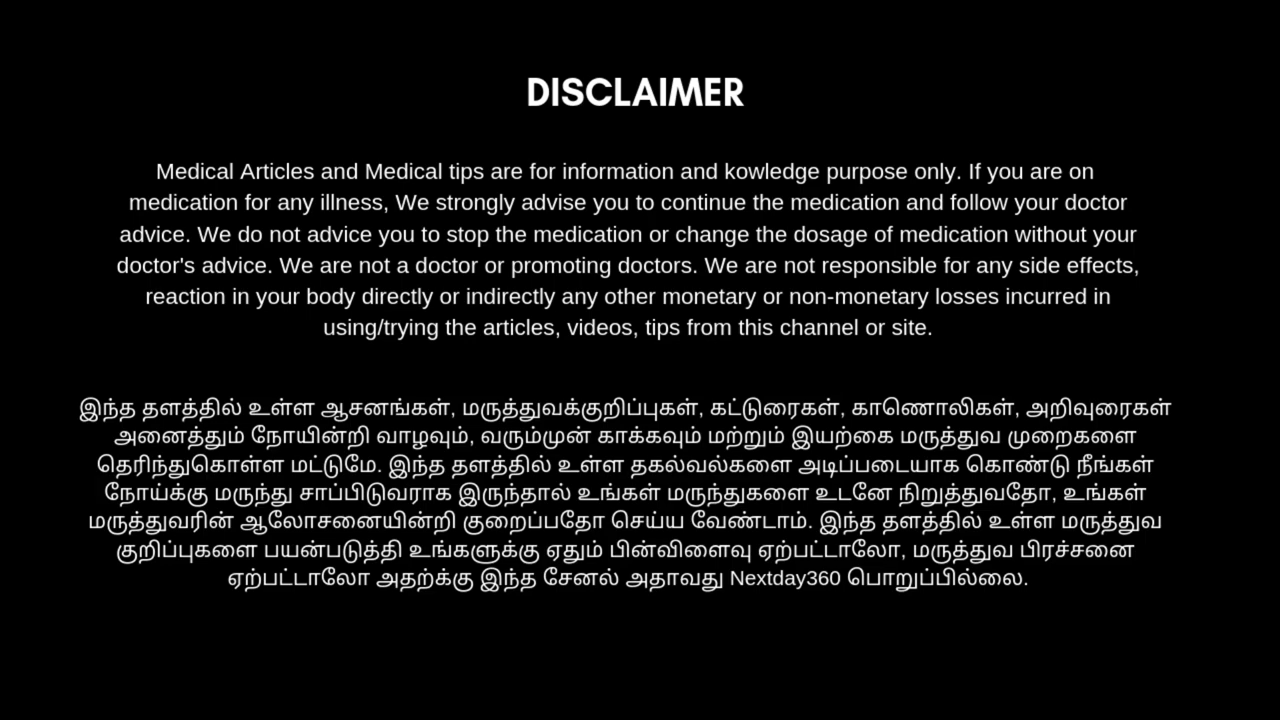 DISCLAIMER
Medical Articles and Medical tips are for information and kowledge purpose only. If you are on
medication for any illness, We strongly advise you to continue the medication and follow your doctor
advice. We do not advice you to stop the medication or change the dosage of medication without your
doctor's advice. We are not a doctor or promoting doctors. We are not responsible for any side effects,
reaction in your body directly or indirectly any other monetary or non-monetary losses incurred in
using/trying the articles, videos, tips from this channel or site.
இந்த தளத்தில் உள்ள ஆசனங்கள், மருத்துவக்குறிப்புகள், கட்டுரைகள், காணொலிகள், அறிவுரைகள்
அனைத்தும் நோயின்றி வாழவும், வரும்முன் காக்கவும் மற்றும் இயற்கை மருத்துவ முறைகளை
தெரிந்துகொள்ள மட்டுமே. இந்த தளத்தில் உள்ள தகல்வல்களை அடிப்படையாக கொண்டு நீங்கள்
நோய்க்கு மருந்து சாப்பிடுவராக இருந்தால் உங்கள் மருந்துகளை உடனே நிறுத்துவதோ, உங்கள்
மருத்துவரின் ஆலோசனையின்றி குறைப்பதோ செய்ய வேண்டாம். இந்த தளத்தில் உள்ள மருத்துவ
குறிப்புகளை பயன்படுத்தி உங்களுக்கு ஏதும் பின்விளைவு ஏற்பட்டாலோ, மருத்துவ பிரச்சனை
ஏற்பட்டாலோ அதற்க்கு இந்த சேனல் அதாவது Nextday360 பொறுப்பில்லை.